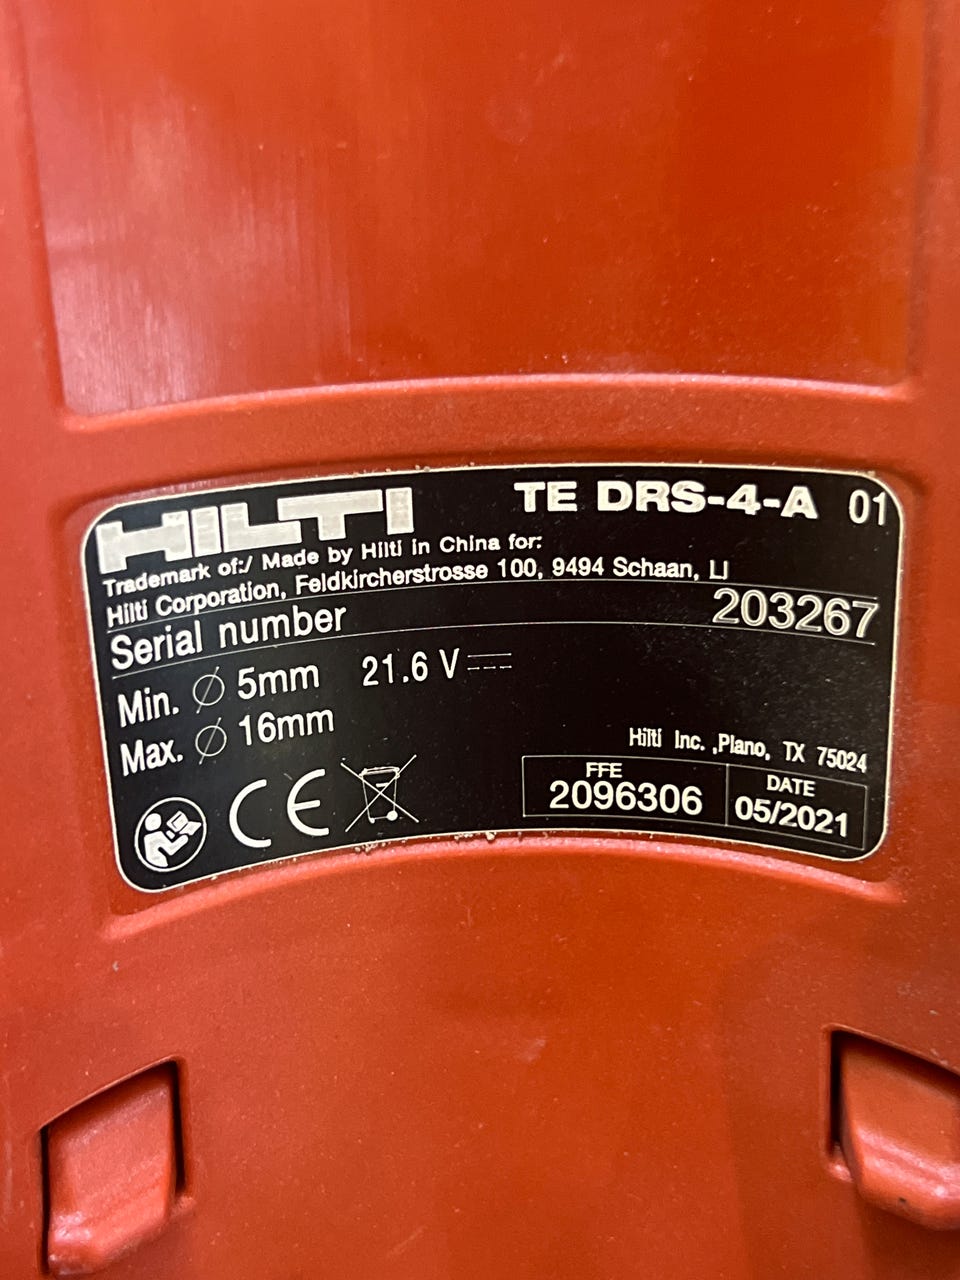 HILTI TE DRS-4-A 01
Trademark of:/ Made by Hilti in China for:
Hilti Corporation, Feldkircherstrosse 100, 9494 Schaan, LI
Serial number 203267
Min. Ø 5mm 21.6 V
Max. Ø 16mm
Hilti Inc. ,Plano, TX 75024
FFE DATE
2096306 05/2021
CE